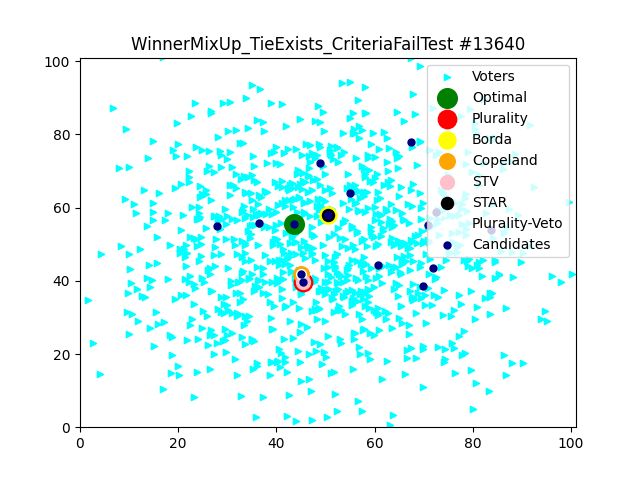 WinnerMixUp_TieExists_CriteriaFailTest #13640
100
80
60
40
20
0
0 20 40 60 80 100
Voters
Optimal
Plurality
Borda
Copeland
STV
STAR
Plurality-Veto
Candidates